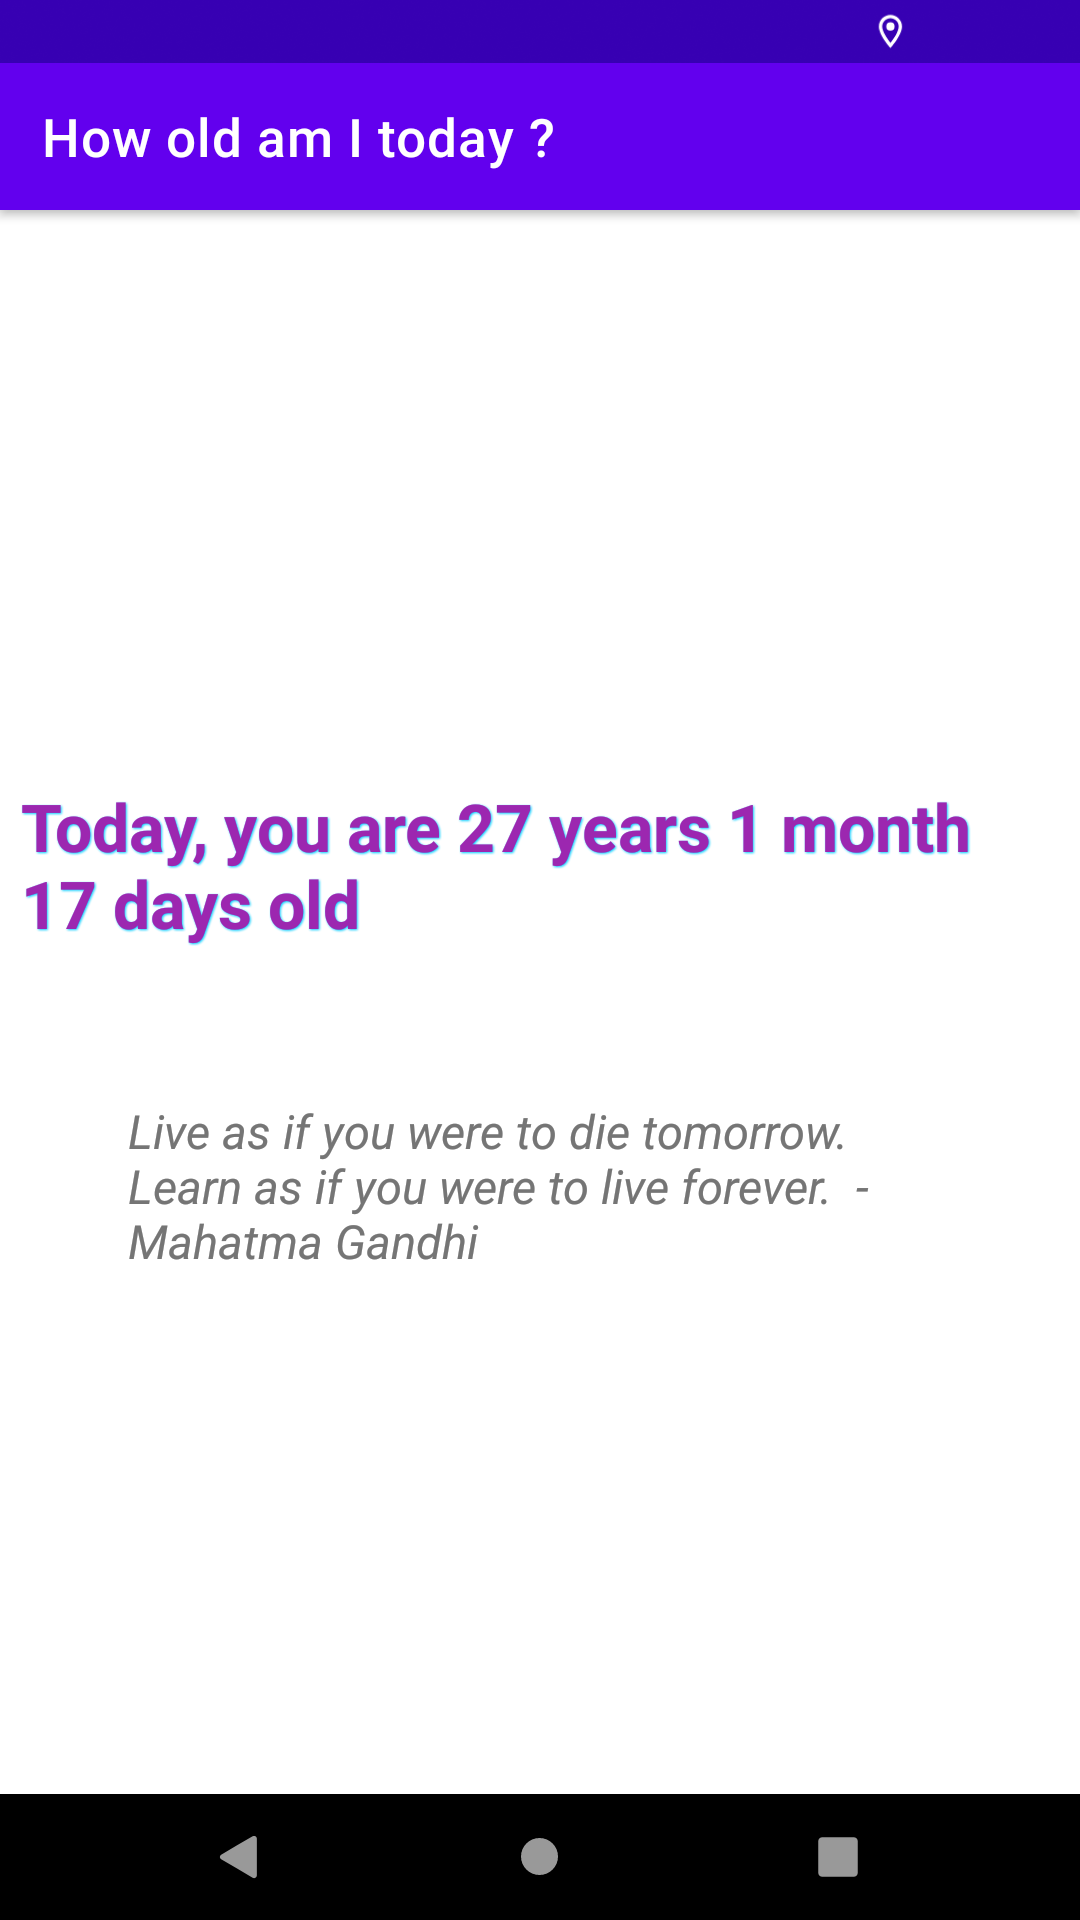 How old am I today ?
Today, you are 27 years 1 month
17 days old
Live as if you were to die tomorrow.
Learn as if you were to live forever.  -
Mahatma Gandhi